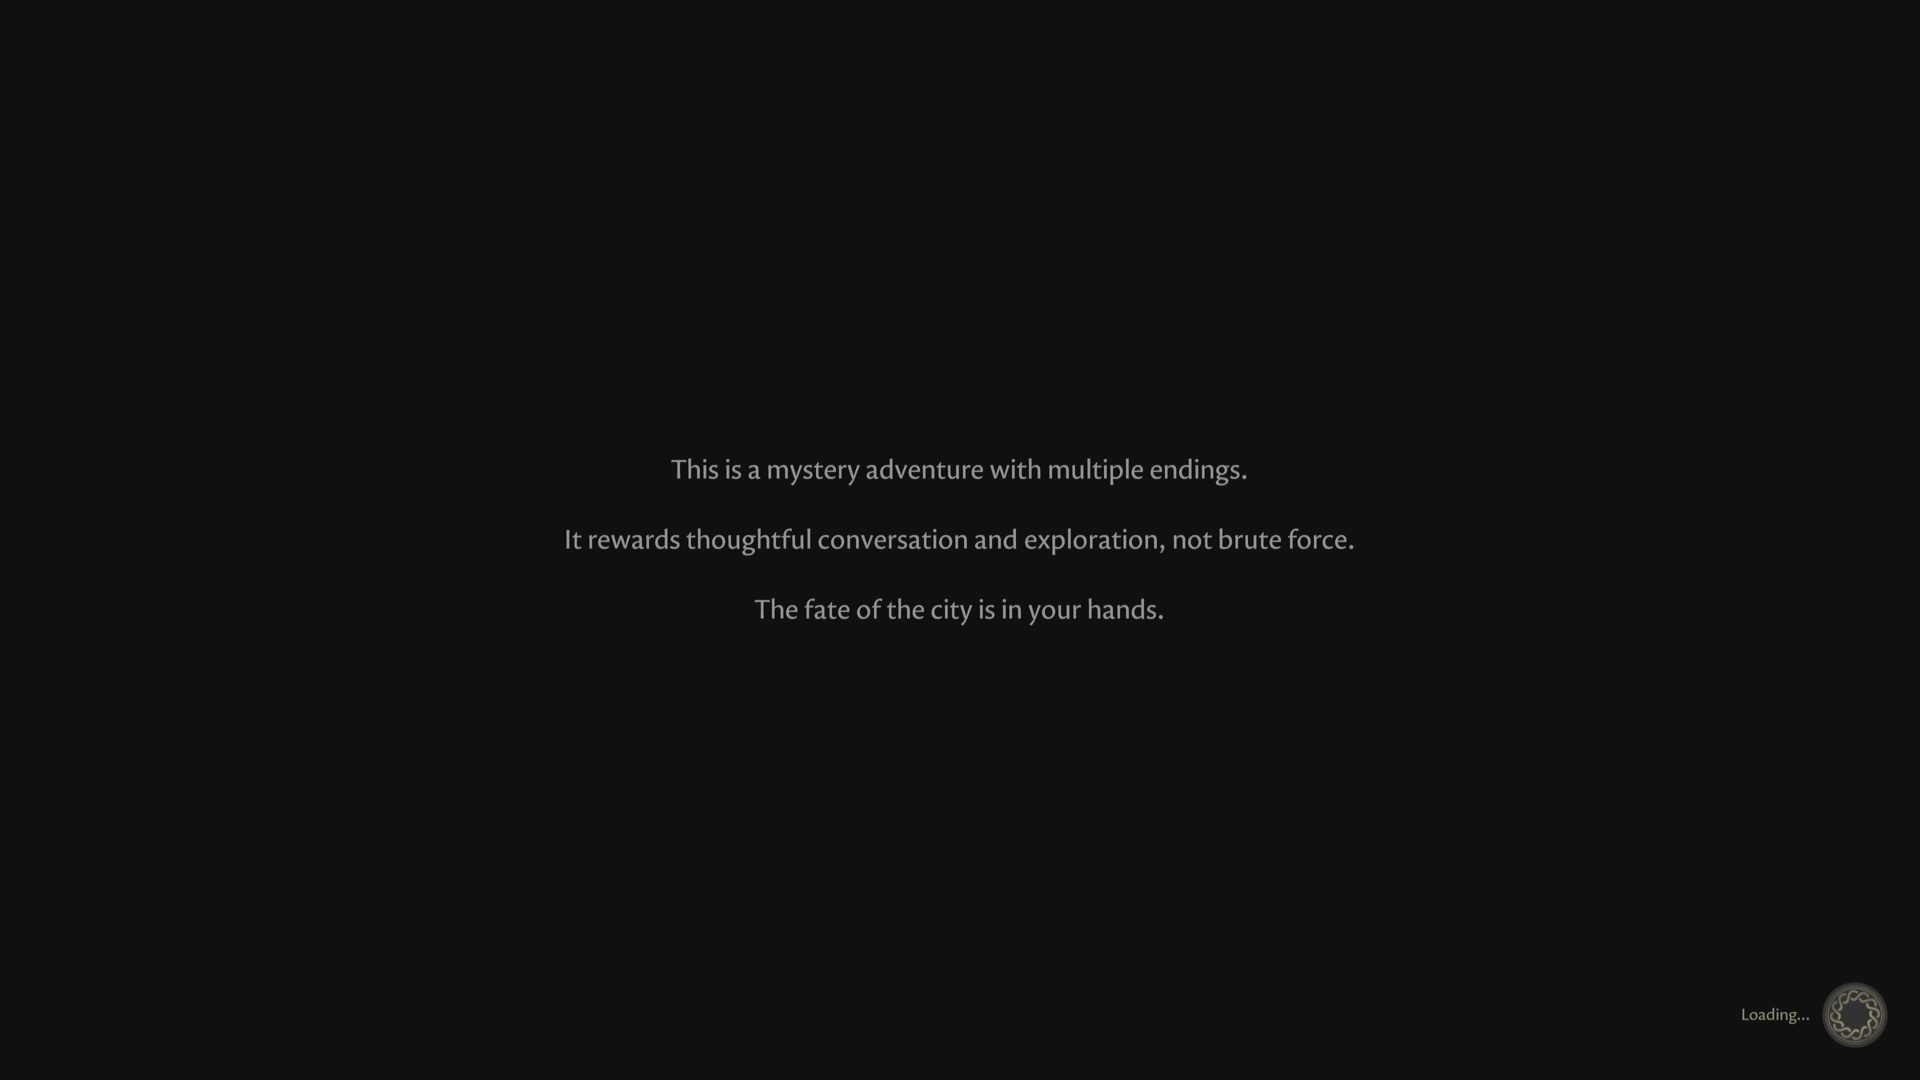 This is a mystery adventure with multiple endings.
It rewards thoughtful conversation and exploration, not brute force.
The fate of the city is in your hands.
Loading...